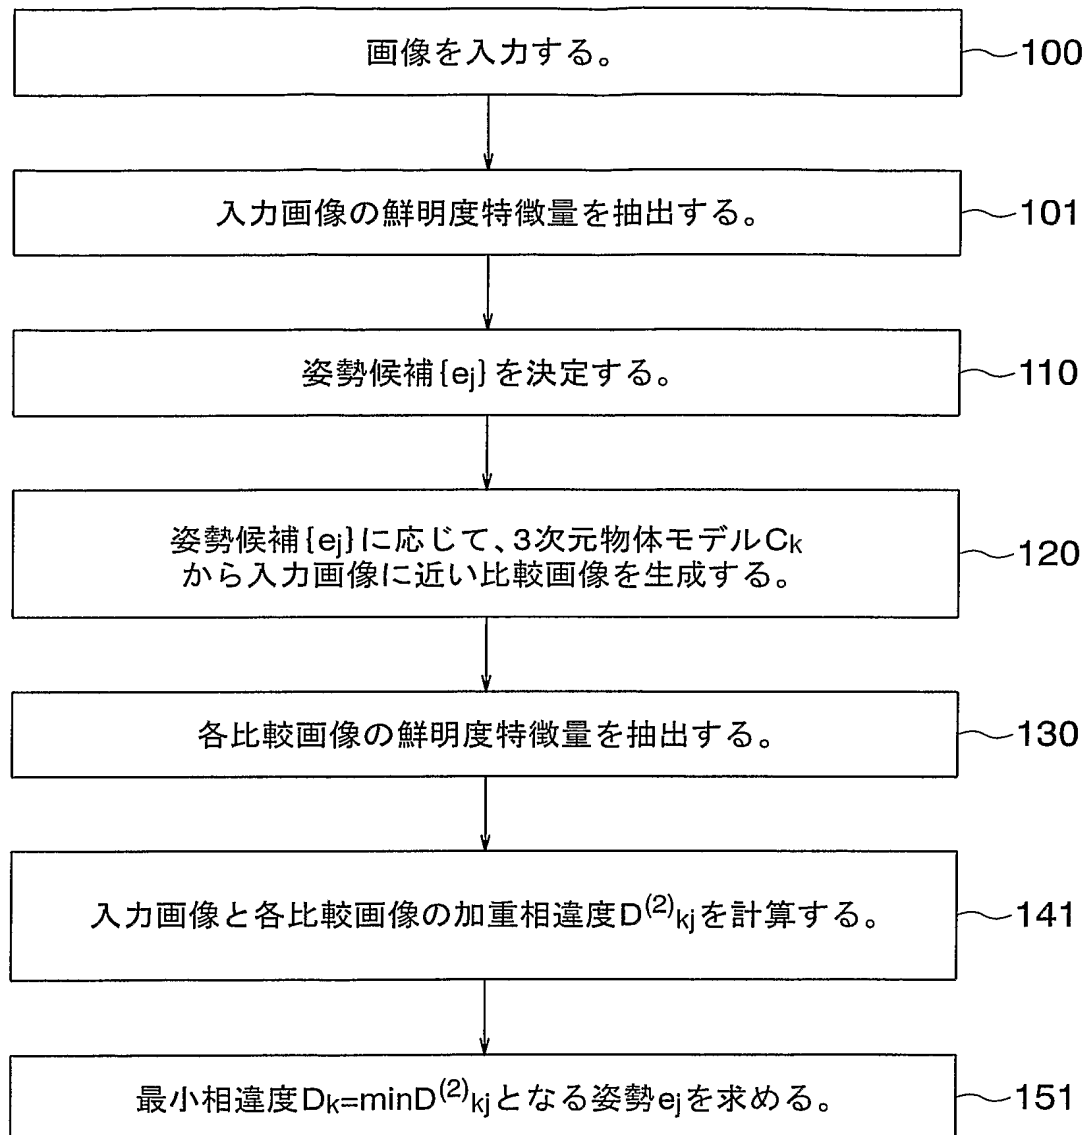 画像を入力する。 100
入力画像の鮮明度特徴量を抽出する。 101
姿勢候補{ej}を決定する。 110
姿勢候補{ej}に応じて、3次元物体モデルCk
から入力画像に近い比較画像を生成する。 120
各比較画像の鮮明度特徴量を抽出する。 130
入力画像と各比較画像の加重相違度D(2)kjを計算する。 141
最小相違度Dk=minD(2)kjとなる姿勢ejを求める。 151